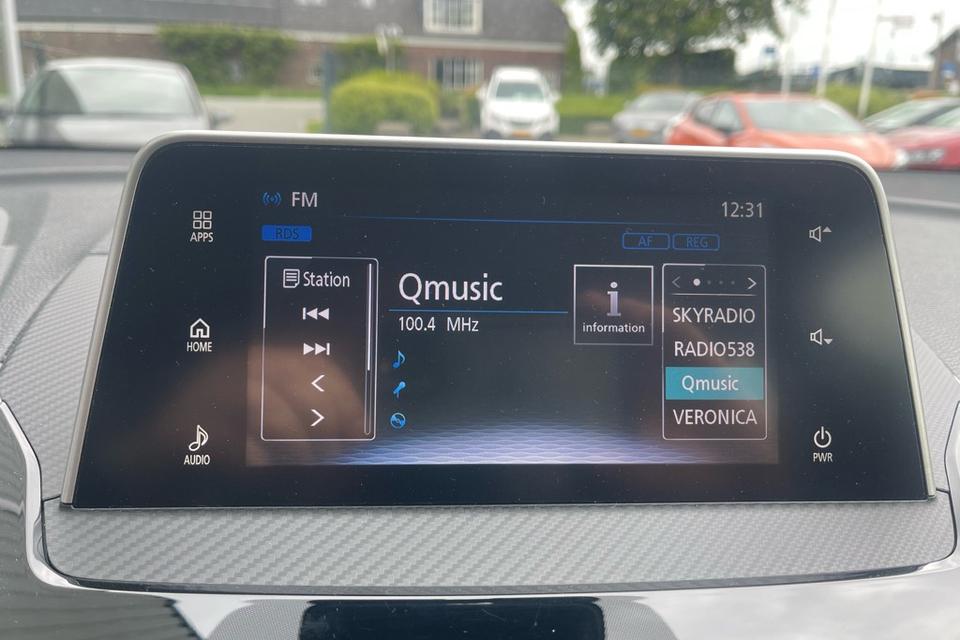 FM
12:31
RDS
AF REG
APPS
HOME
AUDIO
Station
Qmusic
100.4 MHz
information
SKYRADIO
RADIO538
Qmusic
VERONICA
PWR